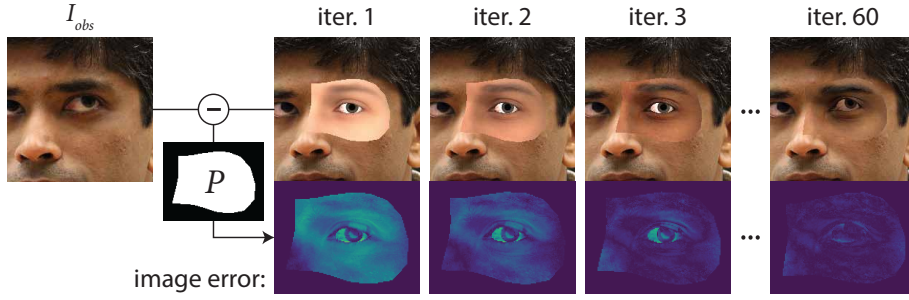 I_obs
iter. 1
iter. 2
iter. 3
iter. 60
−
...
P
...
image error: